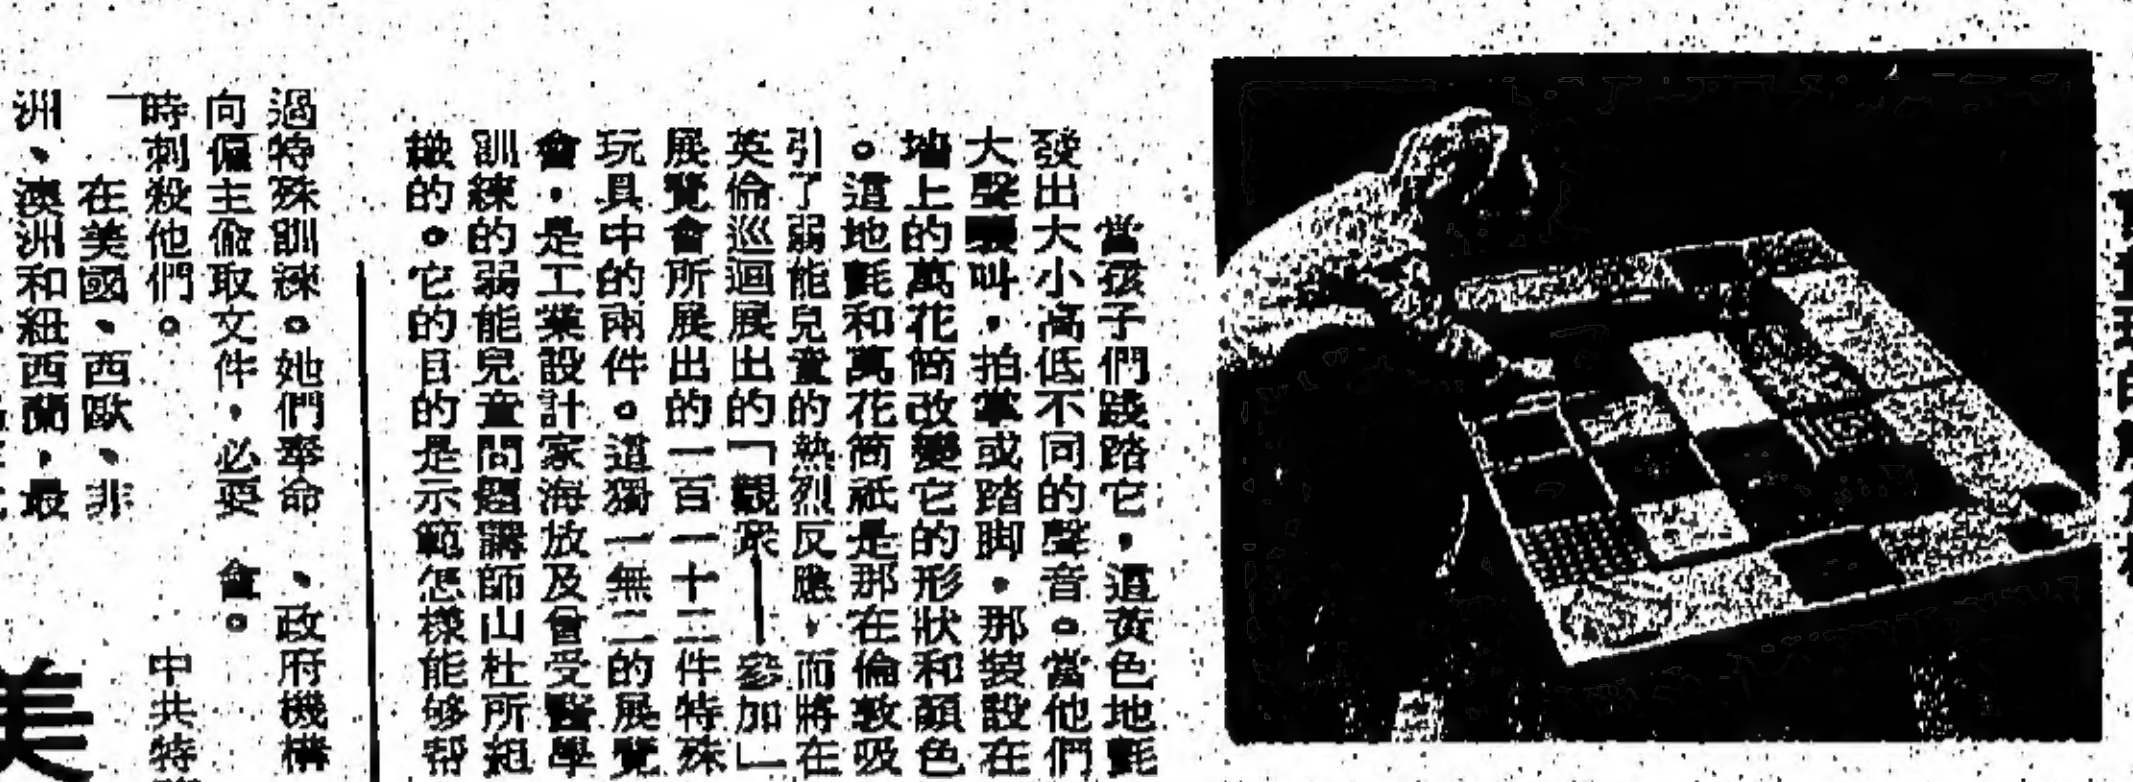 當孩子們踐踏它，這黃色地氈
發出大小高低不同的聲音。當他們
大聲叫，拍掌或踏脚，那裝設在
墻上的萬花筒改變它的形狀和顏色
。這地氈和萬花筒祇是那在倫敦吸
引了弱能兒童的熱烈反應，而將在
英倫巡迴展出的「觀眾—參加」
展覽會所展出的一百一十二件特殊
玩具中的兩件。這獨一無二的展覽
會，是工業設計家海放及曾受醫學
訓練的弱能兒童問題講師山杜所組
織的。它的目的是示範怎樣能够帮
過特殊訓練。她們奉命、政府機構
向僱主偷取文件，必要會。
時刺殺他們。中共特
在美國、西歐、非
洲、澳洲和紐西蘭，最
美